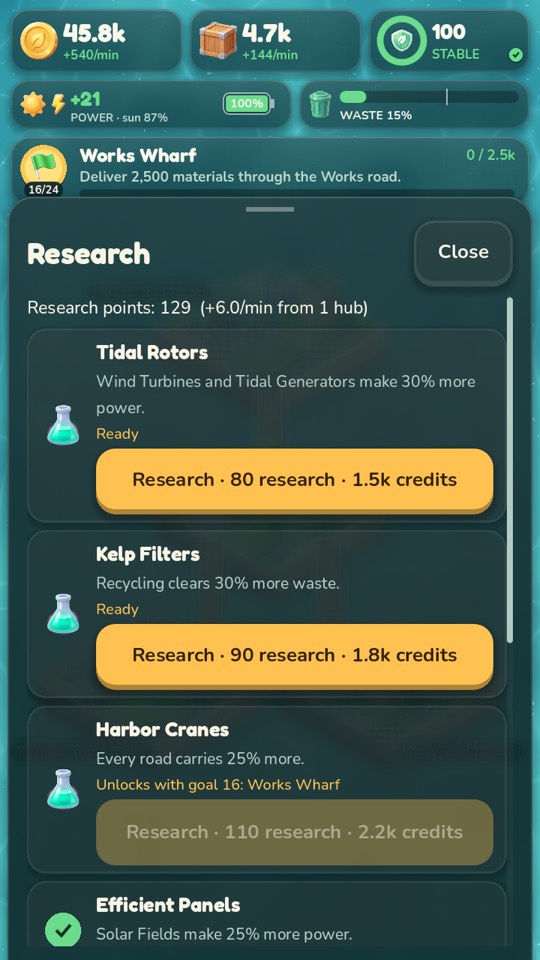 45.8k
+540/min
4.7k
+144/min
100
STABLE
+21
POWER · sun 87%
100%
WASTE 15%
Works Wharf
0 / 2.5k
Deliver 2,500 materials through the Works road.
16/24
Research
Close
Research points: 129 (+6.0/min from 1 hub)
Tidal Rotors
Wind Turbines and Tidal Generators make 30% more
power.
Ready
Research · 80 research · 1.5k credits
Kelp Filters
Recycling clears 30% more waste.
Ready
Research · 90 research · 1.8k credits
Harbor Cranes
Every road carries 25% more.
Unlocks with goal 16: Works Wharf
Research · 110 research · 2.2k credits
Efficient Panels
Solar Fields make 25% more power.